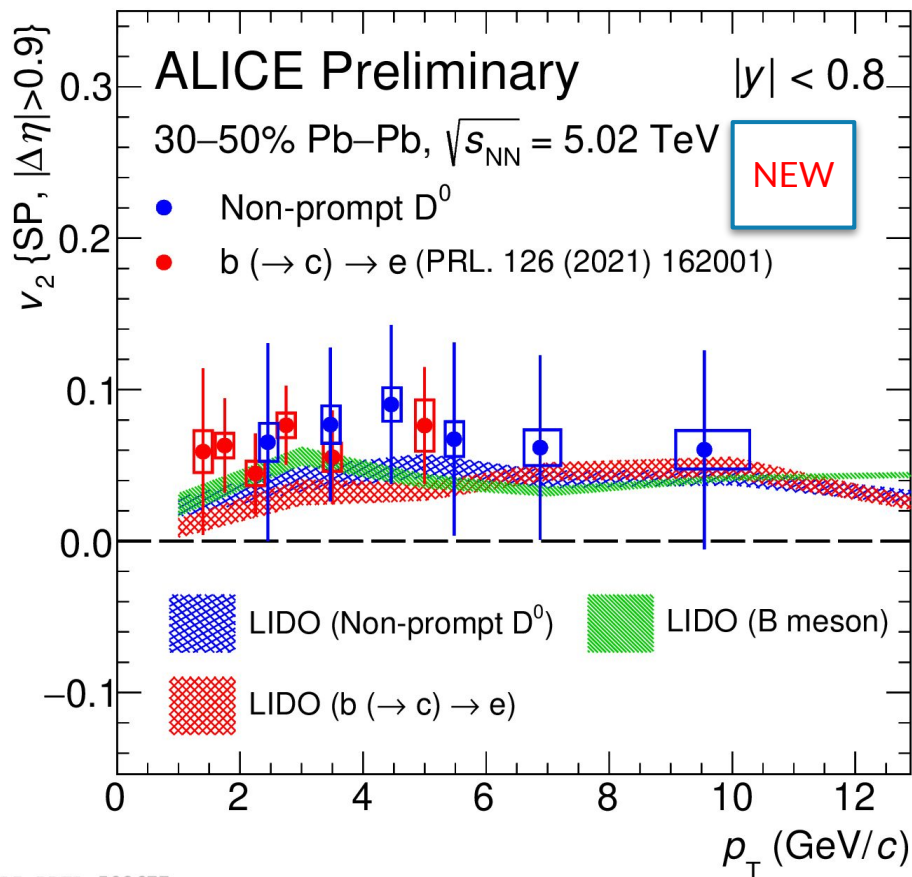 ALICE Preliminary
|y| < 0.8
30–50% Pb–Pb, √s_NN = 5.02 TeV
NEW
Non-prompt D⁰
b (→ c) → e (PRL. 126 (2021) 162001)
v₂ {SP, |Δη|>0.9}
0.3
0.2
0.1
0.0
−0.1
LIDO (Non-prompt D⁰)
LIDO (B meson)
LIDO (b (→ c) → e)
0 2 4 6 8 10 12
p_T (GeV/c)